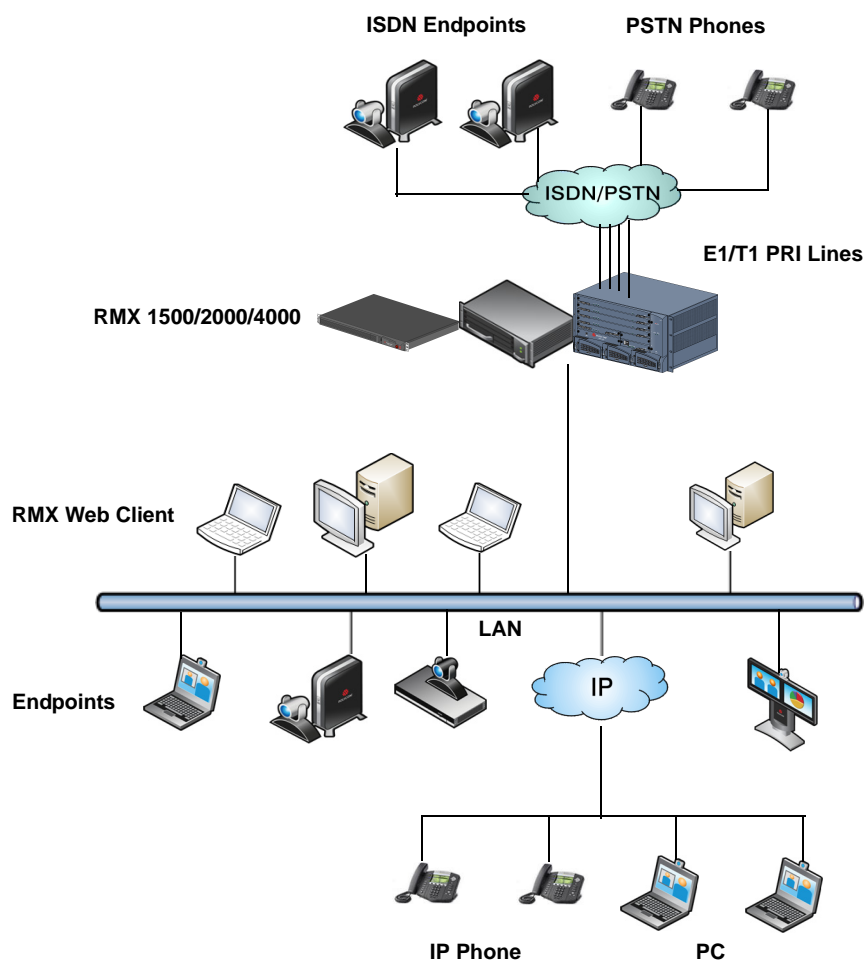 ISDN Endpoints
PSTN Phones
ISDN/PSTN
E1/T1 PRI Lines
RMX 1500/2000/4000
RMX Web Client
LAN
Endpoints
IP
IP Phone
PC